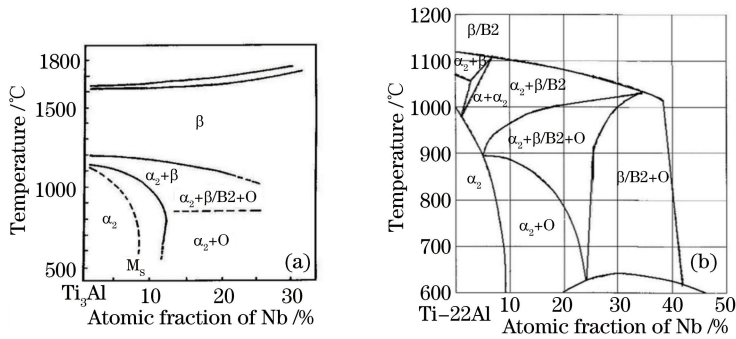 1800
1500
1000
500
Temperature /℃
β
α₂+β
α₂+β/B2+O
α₂
α₂+O
Mₛ
(a)
Ti₃Al
10
20
30
Atomic fraction of Nb /%
1200
1100
1000
900
800
700
600
Temperature /℃
β/B2
α₂+β
α₂+β/B2
α+α₂
α₂+β/B2+O
α₂
β/B2+O
α₂+O
(b)
Ti-22Al
10
20
30
40
50
Atomic fraction of Nb /%